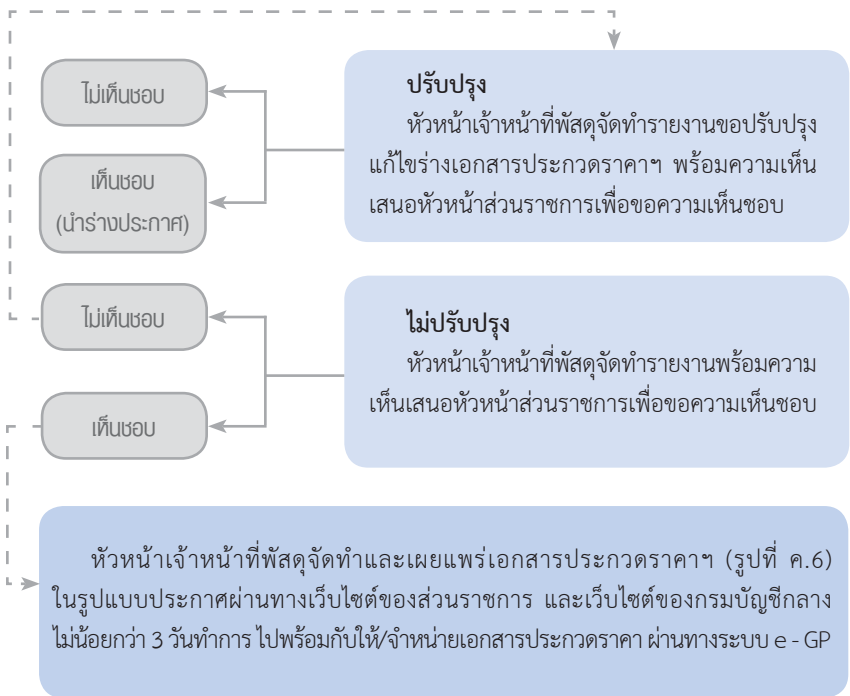 ไม่เห็นชอบ
เห็นชอบ
(นำร่างประกาศ)
ปรับปรุง
หัวหน้าเจ้าหน้าที่พัสดุจัดทำรายงานขอปรับปรุง
แก้ไขร่างเอกสารประกวดราคาฯ พร้อมความเห็น
เสนอหัวหน้าส่วนราชการเพื่อขอความเห็นชอบ
ไม่เห็นชอบ
เห็นชอบ
ไม่ปรับปรุง
หัวหน้าเจ้าหน้าที่พัสดุจัดทำรายงานพร้อมความ
เห็นเสนอหัวหน้าส่วนราชการเพื่อขอความเห็นชอบ
หัวหน้าเจ้าหน้าที่พัสดุจัดทำและเผยแพร่เอกสารประกวดราคาฯ (รูปที่ ค.6)
ในรูปแบบประกาศผ่านทางเว็บไซต์ของส่วนราชการ และเว็บไซต์ของกรมบัญชีกลาง
ไม่น้อยกว่า 3 วันทำการ ไปพร้อมกับให้/จำหน่ายเอกสารประกวดราคา ผ่านทางระบบ e - GP